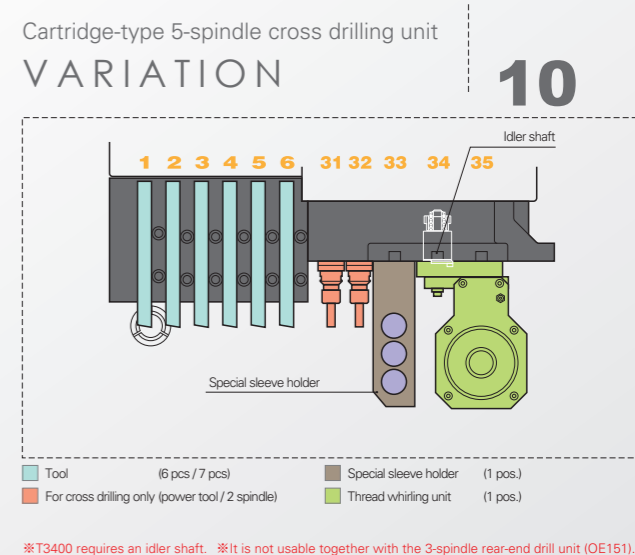 Cartridge-type 5-spindle cross drilling unit
VARIATION
10
Idler shaft
1 2 3 4 5 6 31 32 33 34 35
Special sleeve holder
Tool (6 pcs / 7 pcs)
Special sleeve holder (1 pos.)
For cross drilling only (power tool / 2 spindle)
Thread whirling unit (1 pos.)
※T3400 requires an idler shaft. ※It is not usable together with the 3-spindle rear-end drill unit (OE151).